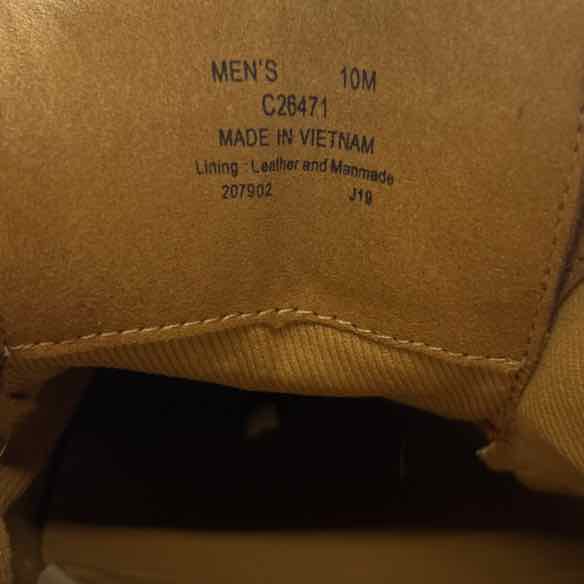 MEN'S 10M
C26471
MADE IN VIETNAM
Lining : Leather and Manmade
207902 J19